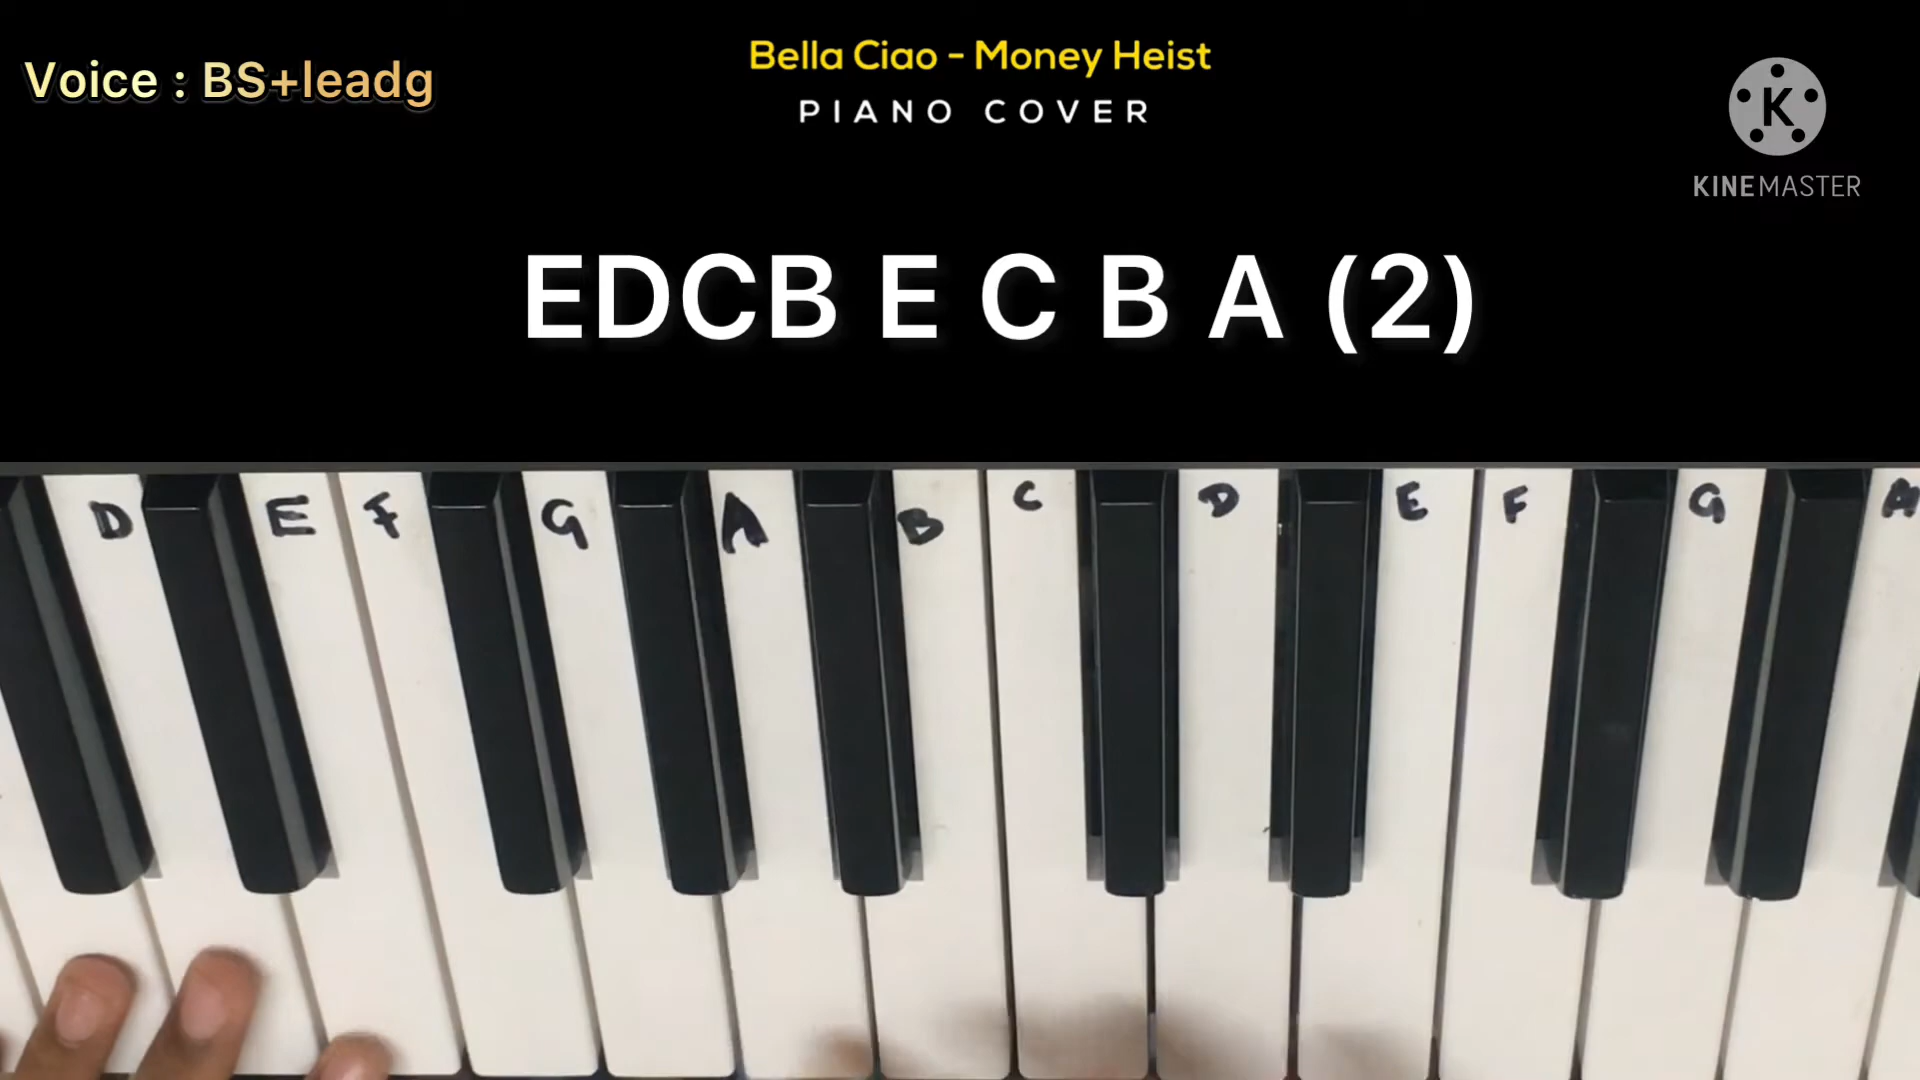 Bella Ciao - Money Heist
Voice : BS+leadg
PIANO COVER
K
KINEMASTER
EDCB E C B A (2)
D E F G A B C D E F G A